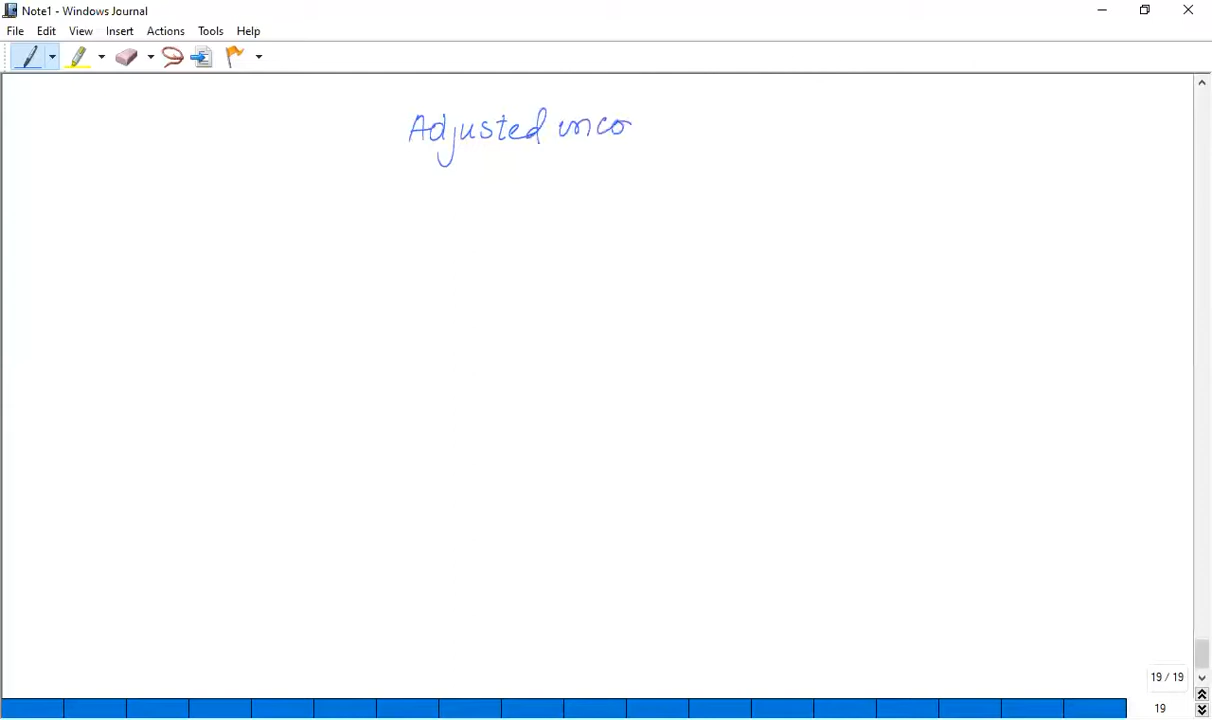 Note1 - Windows Journal
File Edit View Insert Actions Tools Help
Adjusted inco
19 / 19
19